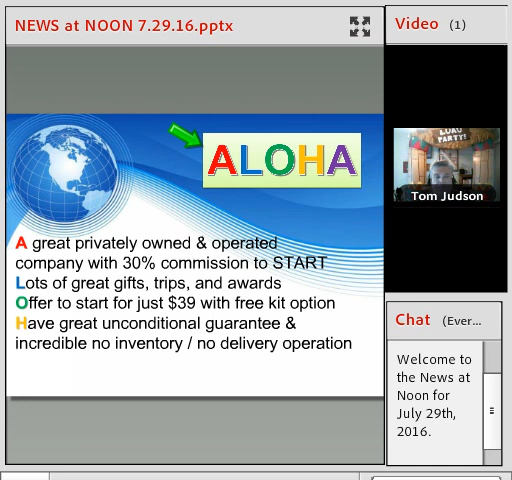 NEWS at NOON 7.29.16.pptx
ALOHA
A great privately owned & operated
company with 30% commission to START
Lots of great gifts, trips, and awards
Offer to start for just $39 with free kit option
Have great unconditional guarantee &
incredible no inventory / no delivery operation
Video (1)
LUAU
PARTY!
Tom Judson
Chat (Ever...
Welcome to
the News at
Noon for
July 29th,
2016.